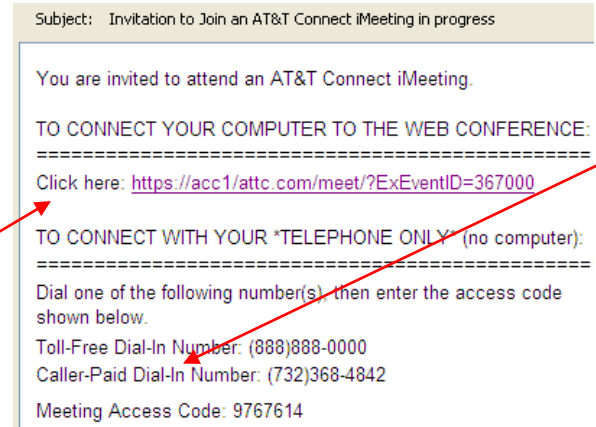 Subject: Invitation to Join an AT&T Connect iMeeting in progress
You are invited to attend an AT&T Connect iMeeting.
TO CONNECT YOUR COMPUTER TO THE WEB CONFERENCE:
================================================
Click here: https://acc1/attc.com/meet/?ExEventID=367000
TO CONNECT WITH YOUR *TELEPHONE ONLY* (no computer):
================================================
Dial one of the following number(s), then enter the access code
shown below.
Toll-Free Dial-In Number: (888)888-0000
Caller-Paid Dial-In Number: (732)368-4842
Meeting Access Code: 9767614